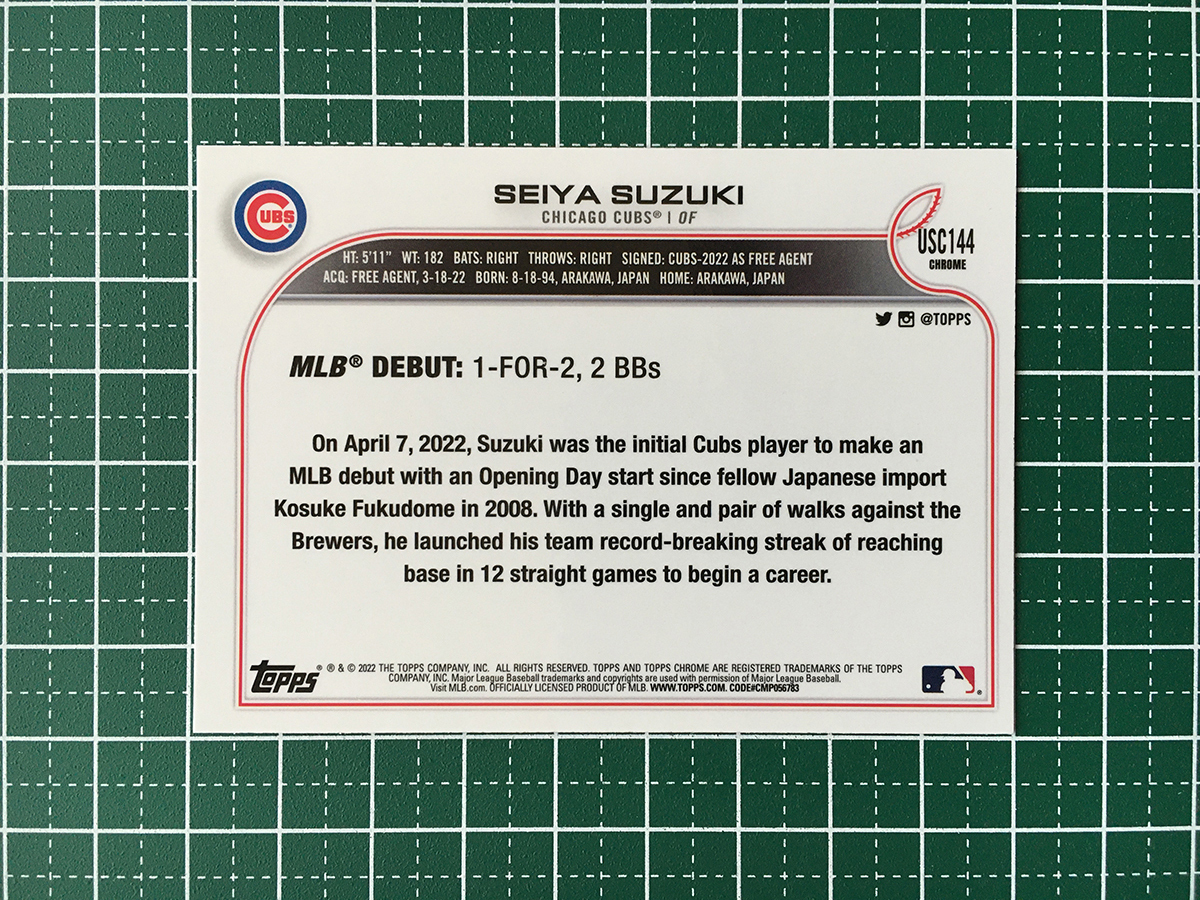 CUBS
SEIYA SUZUKI
CHICAGO CUBS® | OF
USC144
CHROME
HT: 5'11" WT: 182 BATS: RIGHT THROWS: RIGHT SIGNED: CUBS-2022 AS FREE AGENT
ACQ: FREE AGENT, 3-18-22 BORN: 8-18-94, ARAKAWA, JAPAN HOME: ARAKAWA, JAPAN
@TOPPS
MLB® DEBUT: 1-FOR-2, 2 BBs
On April 7, 2022, Suzuki was the initial Cubs player to make an
MLB debut with an Opening Day start since fellow Japanese import
Kosuke Fukudome in 2008. With a single and pair of walks against the
Brewers, he launched his team record-breaking streak of reaching
base in 12 straight games to begin a career.
Topps® ® & © 2022 THE TOPPS COMPANY, INC. ALL RIGHTS RESERVED. TOPPS AND TOPPS CHROME ARE REGISTERED TRADEMARKS OF THE TOPPS
COMPANY, INC. Major League Baseball trademarks and copyrights are used with permission of Major League Baseball.
Visit MLB.com. OFFICIALLY LICENSED PRODUCT OF MLB. WWW.TOPPS.COM. CODE#CMP056783